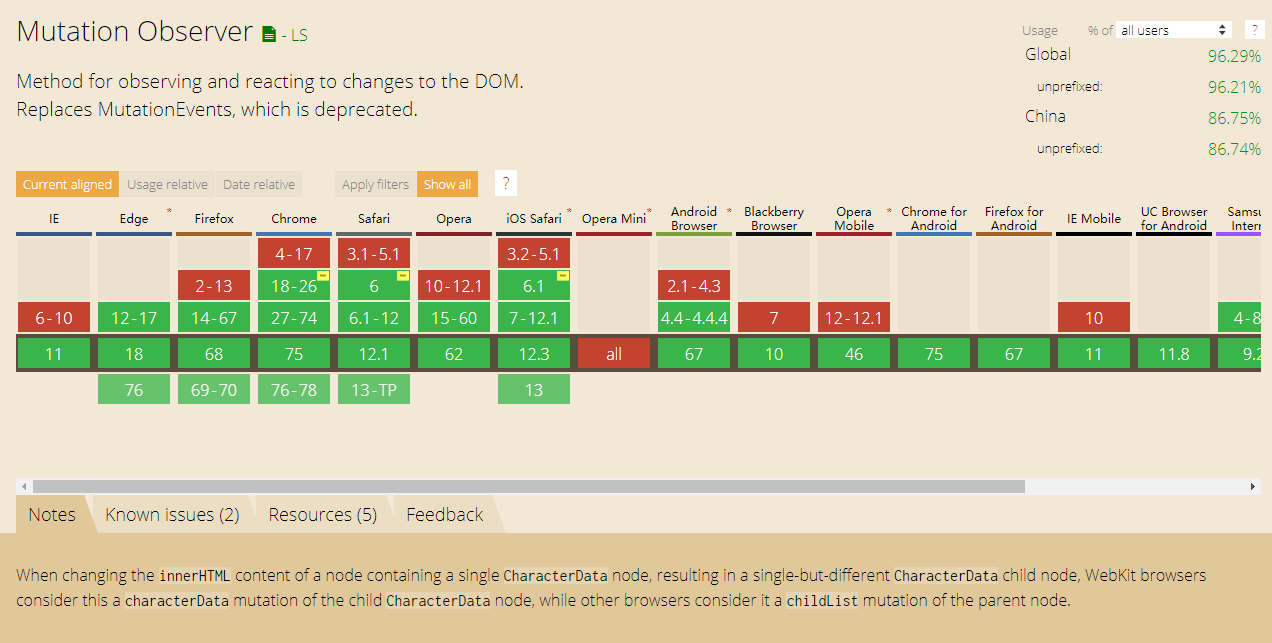 Mutation Observer - LS
Usage % of all users ?
Global 96.29%
unprefixed: 96.21%
China 86.75%
unprefixed: 86.74%
Method for observing and reacting to changes to the DOM.
Replaces MutationEvents, which is deprecated.
Current aligned Usage relative Date relative Apply filters Show all ?
IE Edge * Firefox Chrome Safari Opera iOS Safari * Opera Mini * Android Browser * Blackberry Browser Opera Mobile * Chrome for Android Firefox for Android IE Mobile UC Browser for Android Samsu Intern
4-17 3.1-5.1 3.2-5.1
2-13 18-26 6 10-12.1 6.1 2.1-4.3
6-10 12-17 14-67 27-74 6.1-12 15-60 7-12.1 4.4-4.4.4 7 12-12.1 10 4-8
11 18 68 75 12.1 62 12.3 all 67 10 46 75 67 11 11.8 9.2
76 69-70 76-78 13-TP 13
Notes Known issues (2) Resources (5) Feedback
When changing the innerHTML content of a node containing a single CharacterData node, resulting in a single-but-different CharacterData child node, WebKit browsers
consider this a characterData mutation of the child CharacterData node, while other browsers consider it a childList mutation of the parent node.